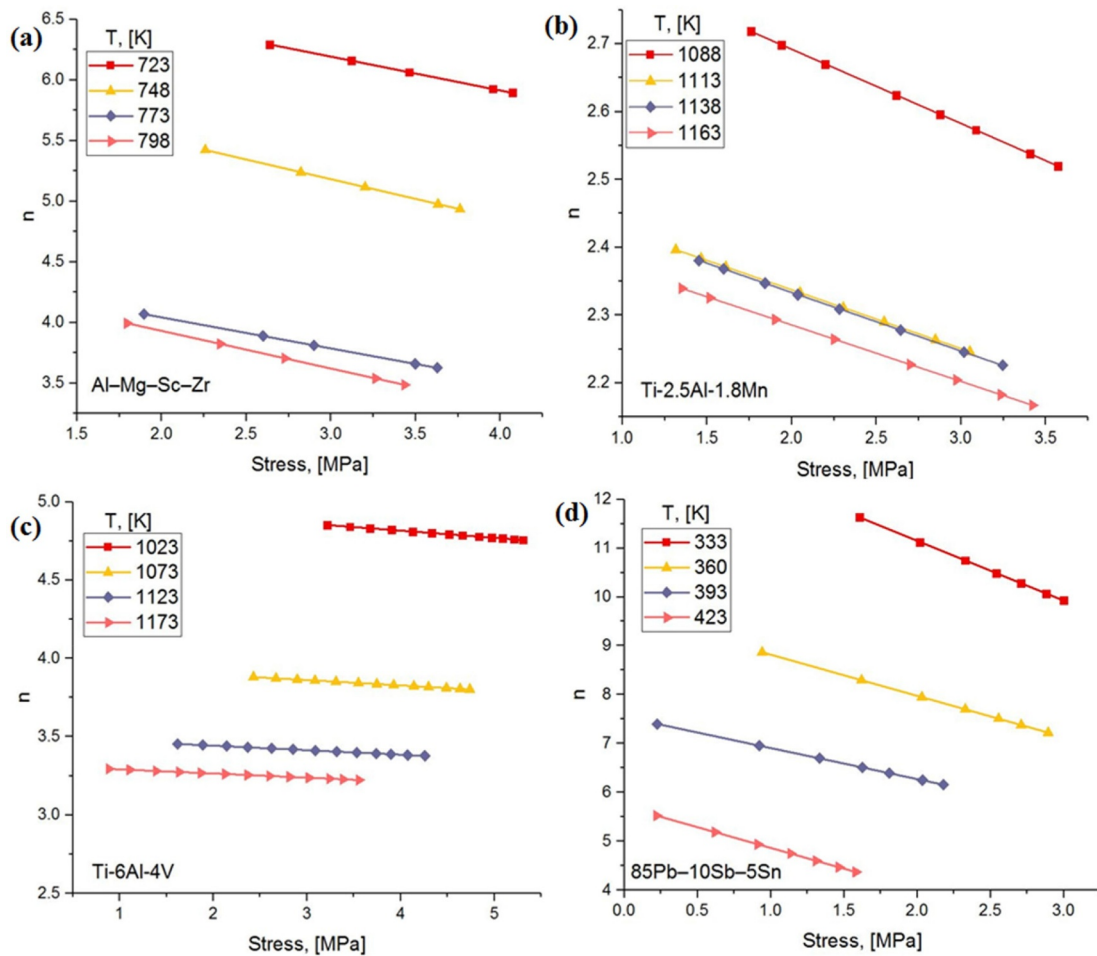 (a)
T, [K]
723
748
773
798
6.5
6.0
5.5
5.0
4.5
4.0
3.5
n
Al–Mg–Sc–Zr
1.5 2.0 2.5 3.0 3.5 4.0
Stress, [MPa]
(b)
T, [K]
1088
1113
1138
1163
2.7
2.6
2.5
2.4
2.3
2.2
n
Ti-2.5Al-1.8Mn
1.0 1.5 2.0 2.5 3.0 3.5
Stress, [MPa]
(c)
T, [K]
1023
1073
1123
1173
5.0
4.5
4.0
3.5
3.0
2.5
n
Ti-6Al-4V
1 2 3 4 5
Stress, [MPa]
(d)
T, [K]
333
360
393
423
12
11
10
9
8
7
6
5
4
n
85Pb–10Sb–5Sn
0.0 0.5 1.0 1.5 2.0 2.5 3.0
Stress, [MPa]